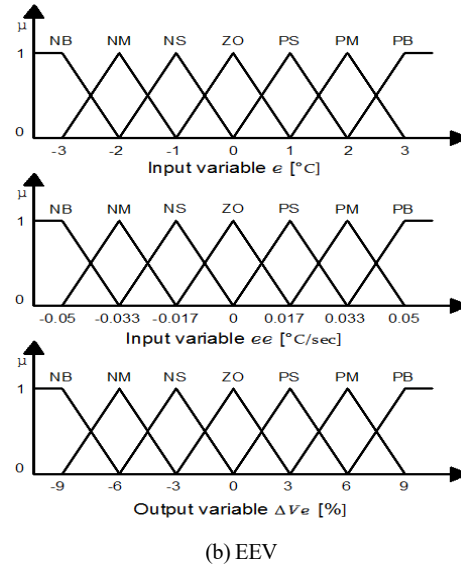 μ
NB NM NS ZO PS PM PB
1
0
-3 -2 -1 0 1 2 3
Input variable e [°C]
μ
NB NM NS ZO PS PM PB
1
0
-0.05 -0.033 -0.017 0 0.017 0.033 0.05
Input variable ee [°C/sec]
μ
NB NM NS ZO PS PM PB
1
0
-9 -6 -3 0 3 6 9
Output variable ΔVe [%]
(b) EEV